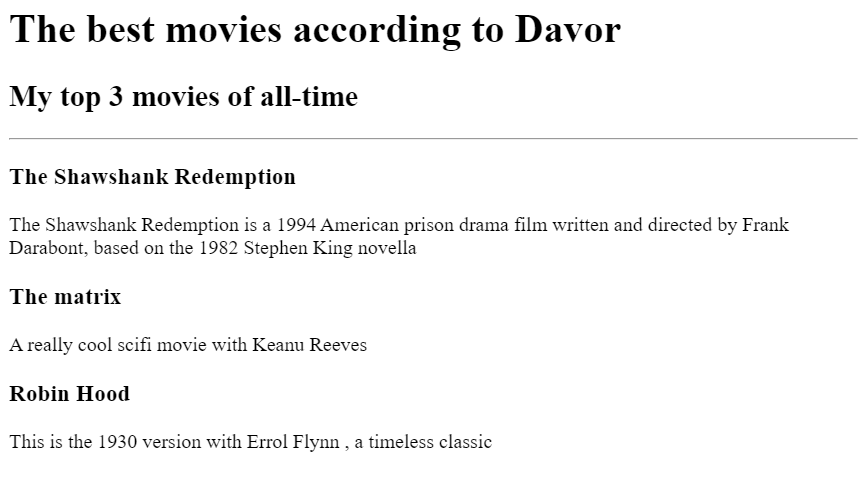 The best movies according to Davor
My top 3 movies of all-time
The Shawshank Redemption
The Shawshank Redemption is a 1994 American prison drama film written and directed by Frank
Darabont, based on the 1982 Stephen King novella
The matrix
A really cool scifi movie with Keanu Reeves
Robin Hood
This is the 1930 version with Errol Flynn , a timeless classic